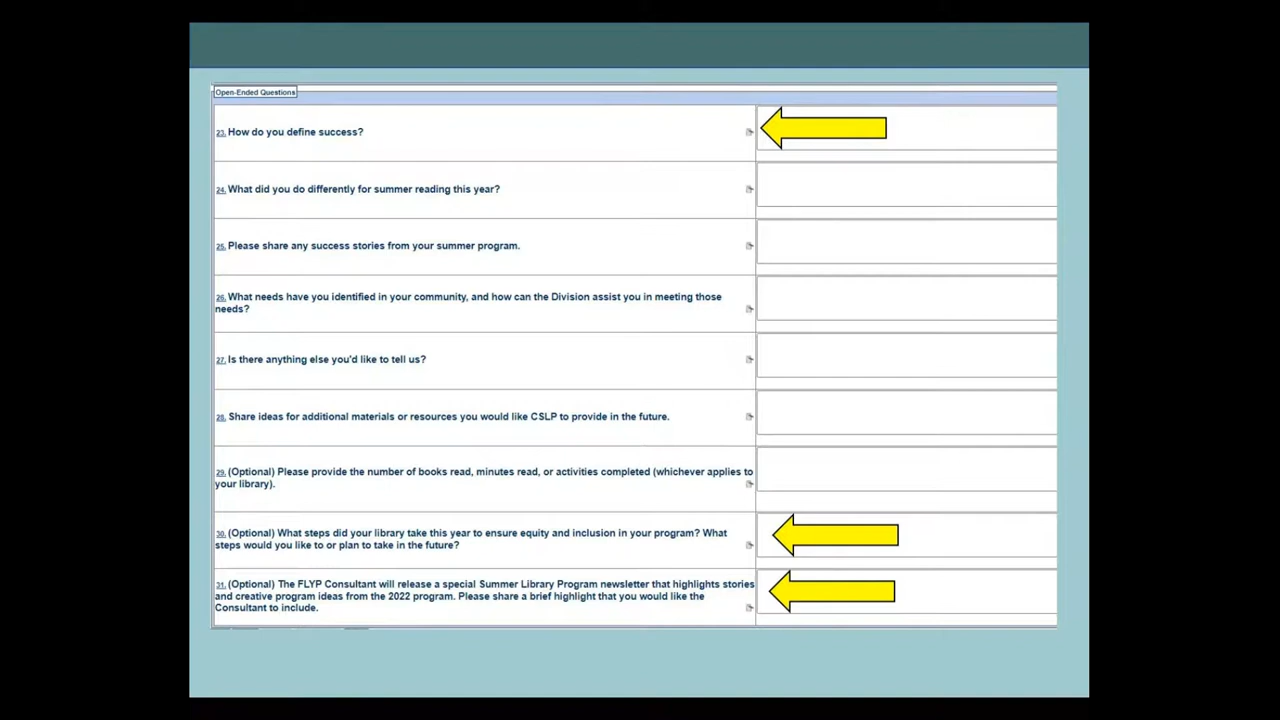 Open-Ended Questions
23. How do you define success?
24. What did you do differently for summer reading this year?
25. Please share any success stories from your summer program.
26. What needs have you identified in your community, and how can the Division assist you in meeting those
needs?
27. Is there anything else you'd like to tell us?
28. Share ideas for additional materials or resources you would like CSLP to provide in the future.
29. (Optional) Please provide the number of books read, minutes read, or activities completed (whichever applies to
your library).
30. (Optional) What steps did your library take this year to ensure equity and inclusion in your program? What
steps would you like to or plan to take in the future?
31. (Optional) The FLYP Consultant will release a special Summer Library Program newsletter that highlights stories
and creative program ideas from the 2022 program. Please share a brief highlight that you would like the
Consultant to include.